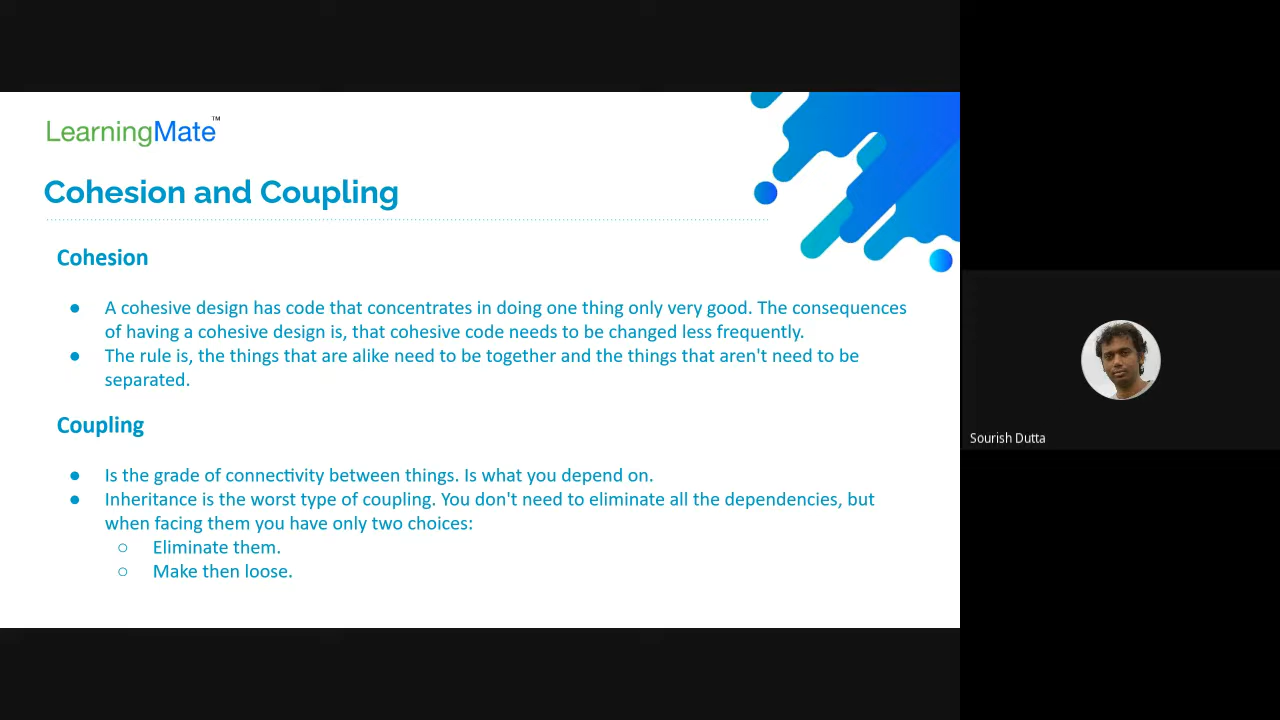 LearningMate™
Cohesion and Coupling
Cohesion
● A cohesive design has code that concentrates in doing one thing only very good. The consequences
of having a cohesive design is, that cohesive code needs to be changed less frequently.
● The rule is, the things that are alike need to be together and the things that aren't need to be
separated.
Coupling
● Is the grade of connectivity between things. Is what you depend on.
● Inheritance is the worst type of coupling. You don't need to eliminate all the dependencies, but
when facing them you have only two choices:
○ Eliminate them.
○ Make then loose.
Sourish Dutta